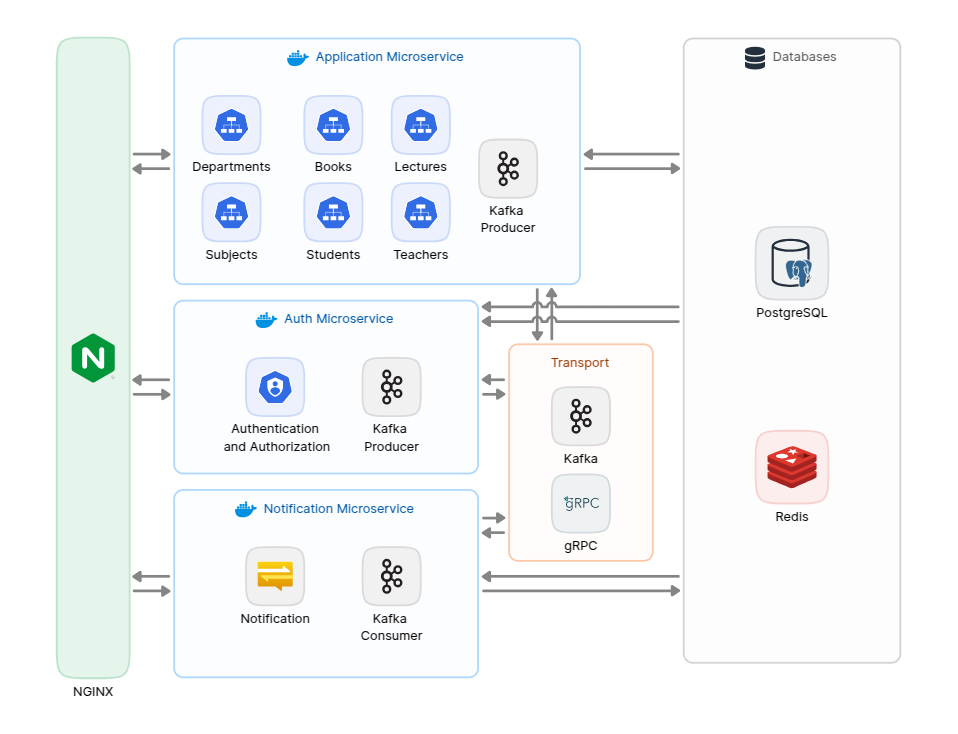 Application Microservice
Databases
Departments
Books
Lectures
Kafka
Producer
Subjects
Students
Teachers
PostgreSQL
Auth Microservice
N
Transport
Authentication
and Authorization
Kafka
Producer
Kafka
Redis
Notification Microservice
gRPC
gRPC
Notification
Kafka
Consumer
NGINX